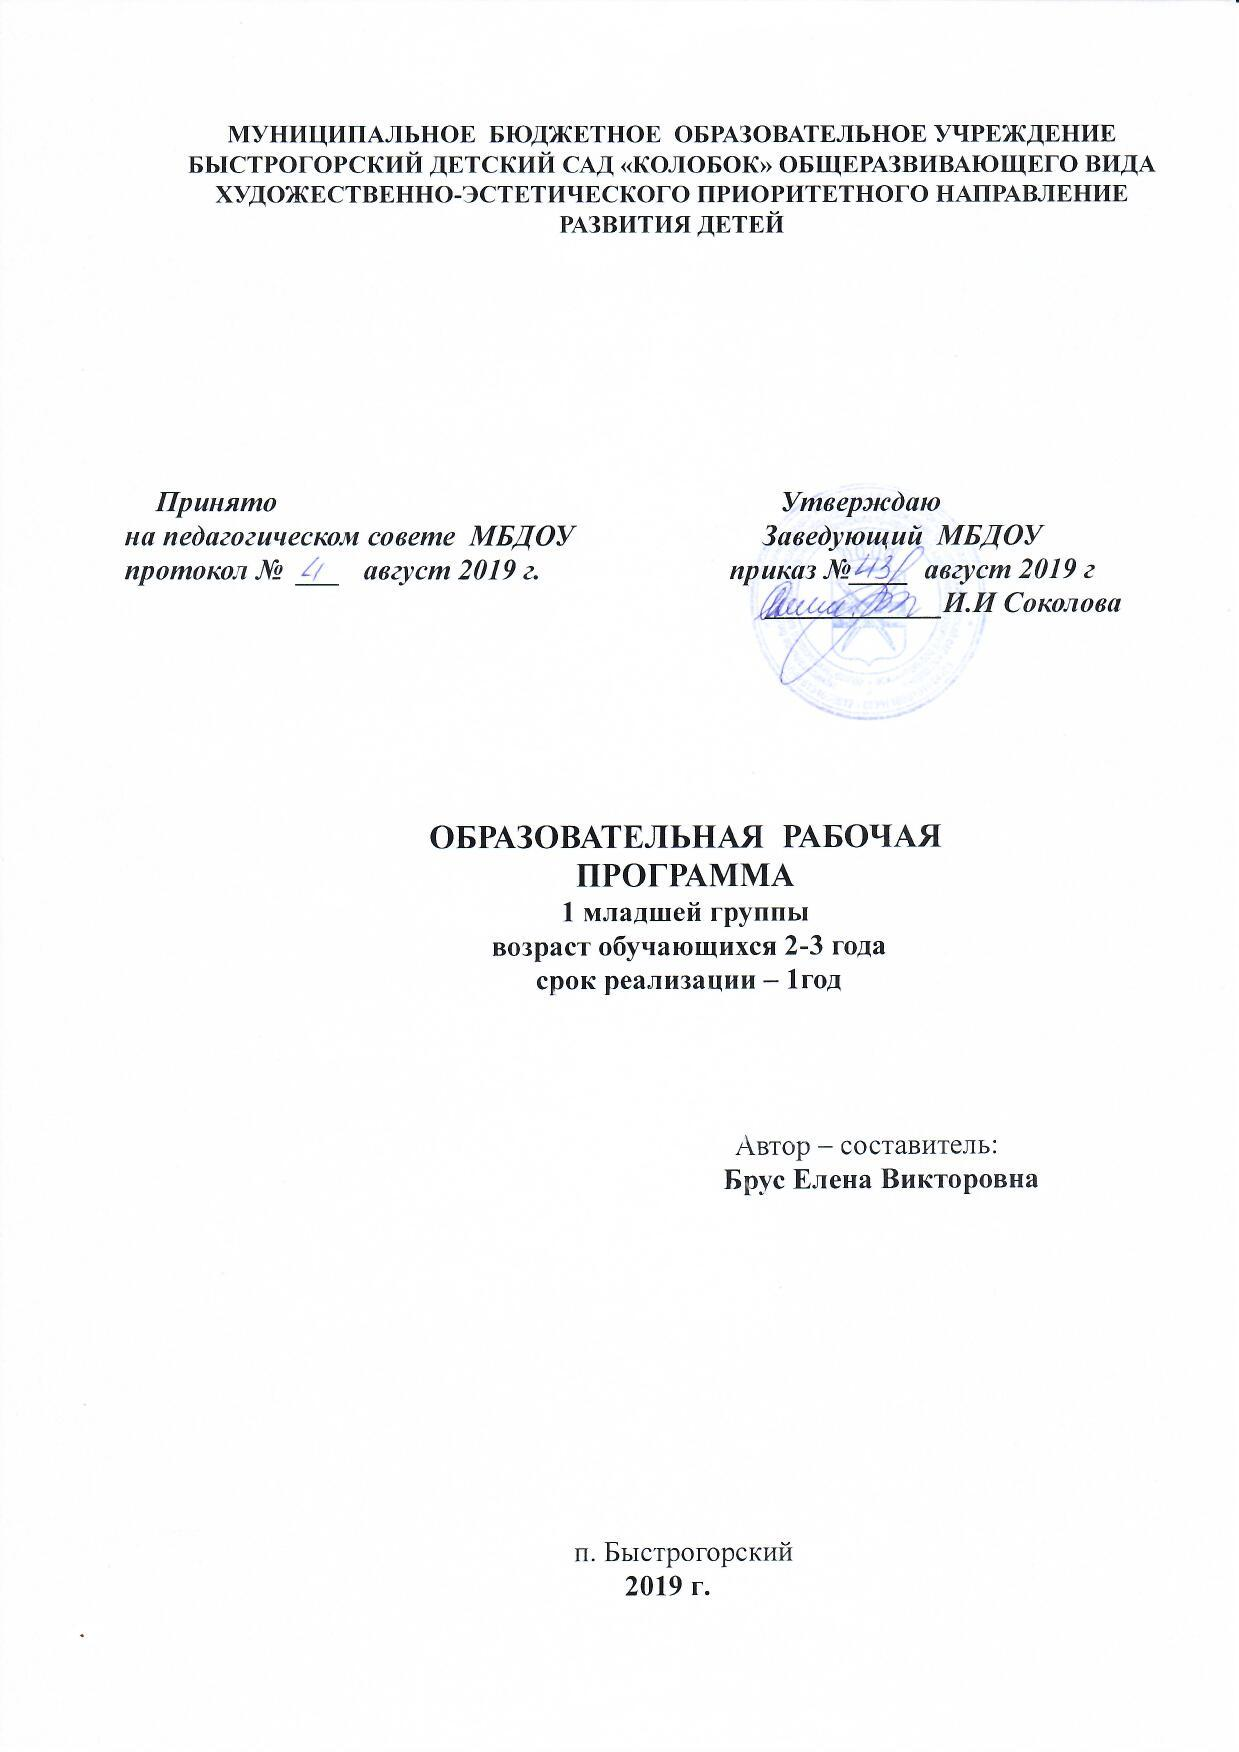 МУНИЦИПАЛЬНОЕ БЮДЖЕТНОЕ ОБРАЗОВАТЕЛЬНОЕ УЧРЕЖДЕНИЕ
БЫСТРОГОРСКИЙ ДЕТСКИЙ САД «КОЛОБОК» ОБЩЕРАЗВИВАЮЩЕГО ВИДА
ХУДОЖЕСТВЕННО-ЭСТЕТИЧЕСКОГО ПРИОРИТЕТНОГО НАПРАВЛЕНИЕ
РАЗВИТИЯ ДЕТЕЙ
Принято
на педагогическом совете МБДОУ
протокол № август 2019 г.
Утверждаю
Заведующий МБДОУ
приказ № август 2019 г
И.И Соколова
ОБРАЗОВАТЕЛЬНАЯ РАБОЧАЯ
ПРОГРАММА
1 младшей группы
возраст обучающихся 2-3 года
срок реализации – 1год
Автор – составитель:
Брус Елена Викторовна
п. Быстрогорский
2019 г.